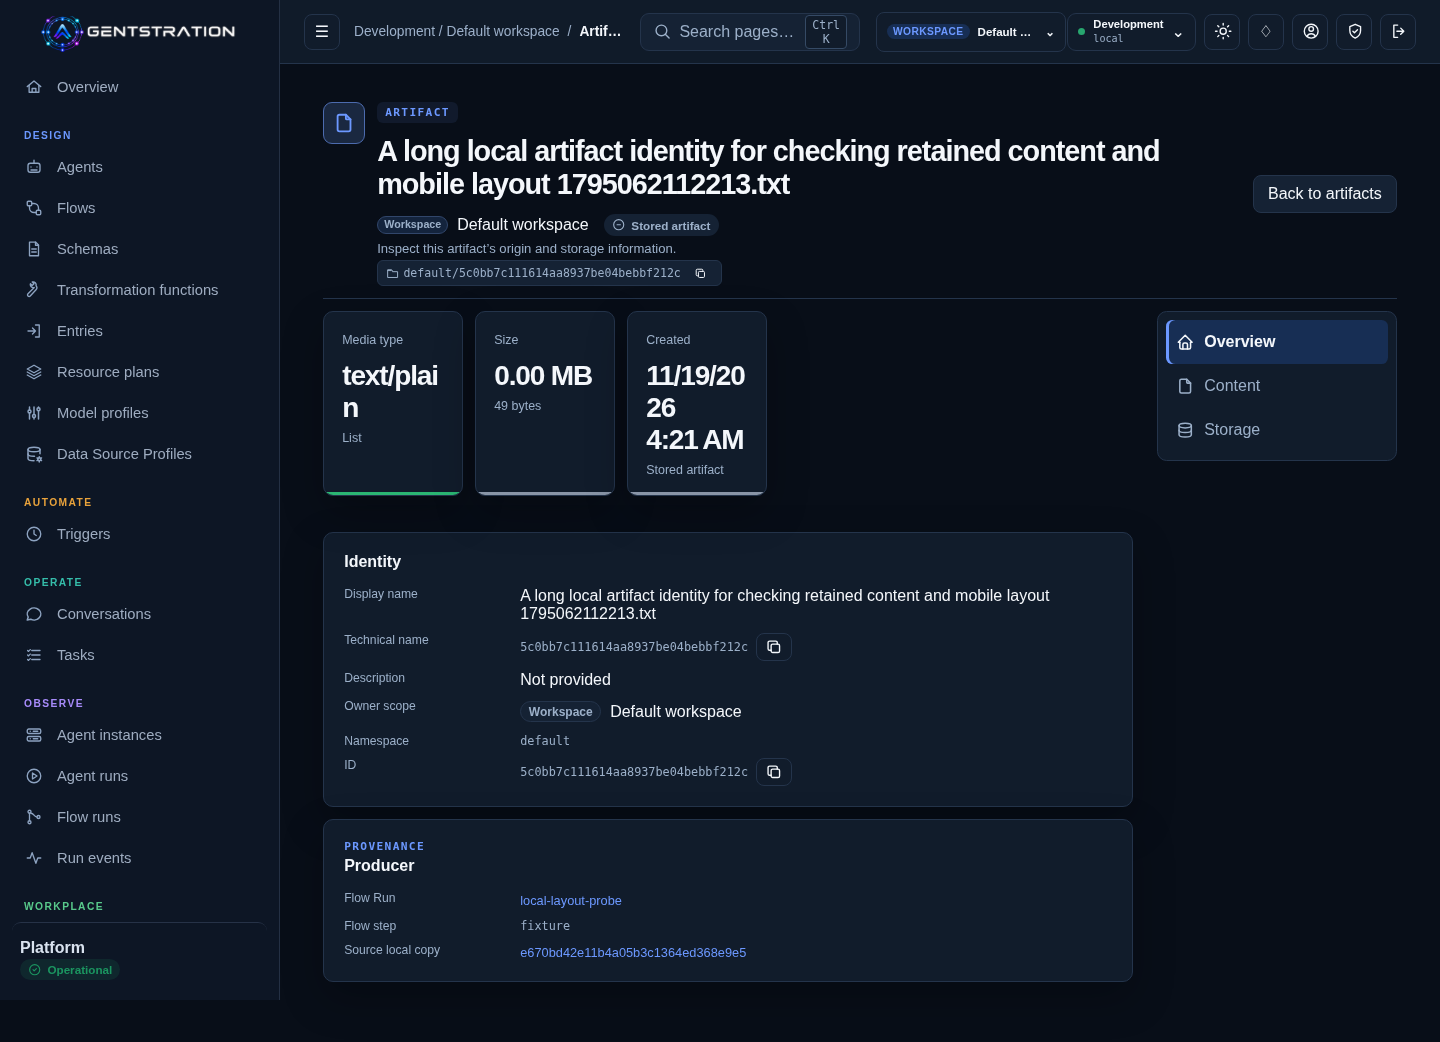 GENTSTRATION
☰
Development / Default workspace / Artif…
Search pages…
Ctrl K
WORKSPACE Default …
Development
local
Overview
DESIGN
Agents
Flows
Schemas
Transformation functions
Entries
Resource plans
Model profiles
Data Source Profiles
AUTOMATE
Triggers
OPERATE
Conversations
Tasks
OBSERVE
Agent instances
Agent runs
Flow runs
Run events
WORKPLACE
Platform
Operational
ARTIFACT
A long local artifact identity for checking retained content and
mobile layout 1795062112213.txt
Back to artifacts
Workspace Default workspace Stored artifact
Inspect this artifact’s origin and storage information.
default/5c0bb7c111614aa8937be04bebbf212c
Media type
text/plai
n
List
Size
0.00 MB
49 bytes
Created
11/19/20
26
4:21 AM
Stored artifact
Overview
Content
Storage
Identity
Display name
A long local artifact identity for checking retained content and mobile layout
1795062112213.txt
Technical name
5c0bb7c111614aa8937be04bebbf212c
Description
Not provided
Owner scope
Workspace Default workspace
Namespace
default
ID
5c0bb7c111614aa8937be04bebbf212c
PROVENANCE
Producer
Flow Run
local-layout-probe
Flow step
fixture
Source local copy
e670bd42e11b4a05b3c1364ed368e9e5